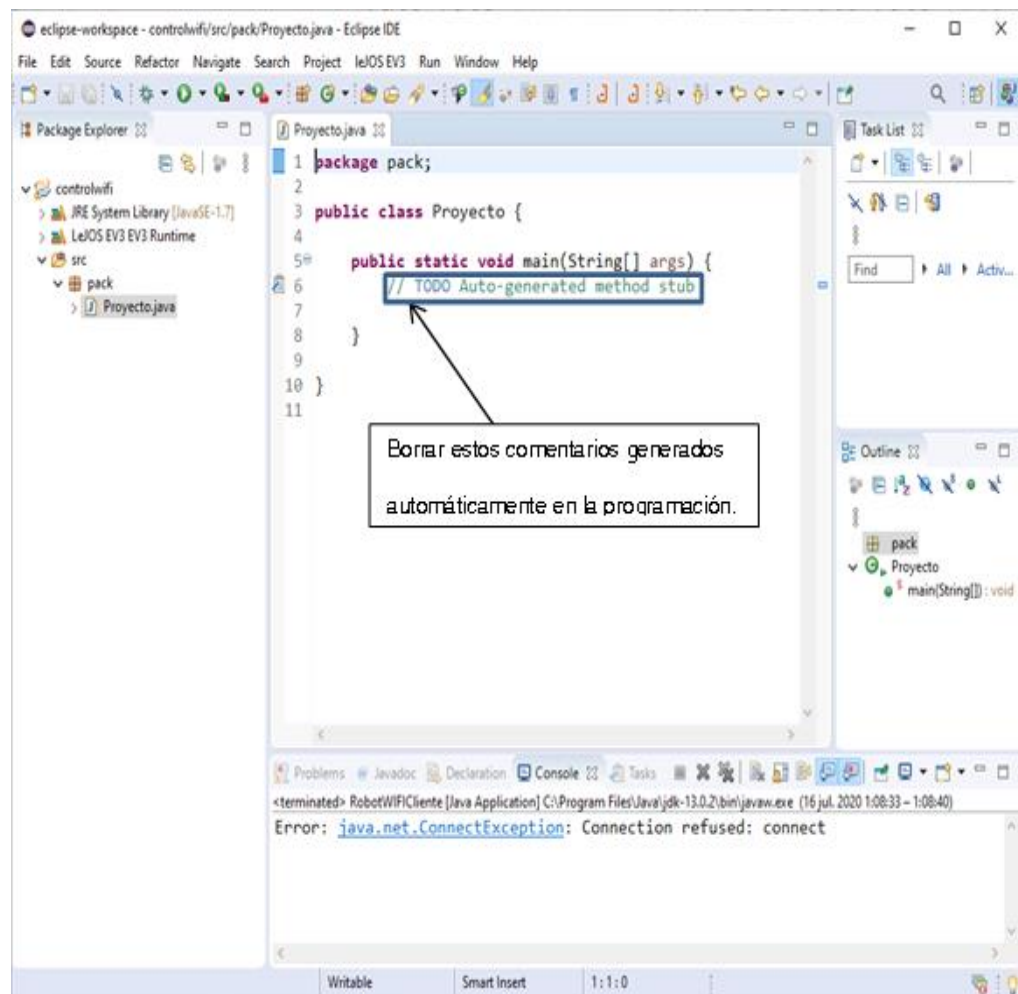 eclipse-workspace - controlwifi/src/pack/Proyecto.java - Eclipse IDE
File Edit Source Refactor Navigate Search Project leJOS EV3 Run Window Help
Package Explorer
controlwifi
JRE System Library [JavaSE-1.7]
LeJOS EV3 EV3 Runtime
src
pack
Proyecto.java
Proyecto.java
1 package pack;
2
3 public class Proyecto {
4
5 public static void main(String[] args) {
6 // TODO Auto-generated method stub
7
8 }
9
10 }
11
Borrar estos comentarios generados
automáticamente en la programación.
Task List
Find All Activ...
Outline
pack
Proyecto
main(String[]) : void
Problems Javadoc Declaration Console Tasks
<terminated> RobotWIFICliente [Java Application] C:\Program Files\Java\jdk-13.0.2\bin\javaw.exe (16 jul. 2020 1:08:33 – 1:08:40)
Error: java.net.ConnectException: Connection refused: connect
Writable Smart Insert 1:1:0